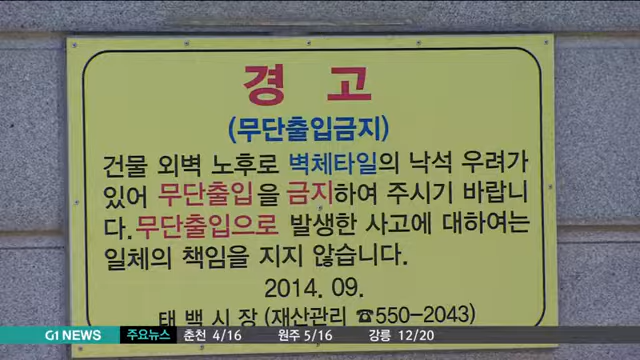 경 고
(무단출입금지)
건물 외벽 노후로 벽체타일의 낙석 우려가
있어 무단출입을 금지하여 주시기 바랍니
다.무단출입으로 발생한 사고에 대하여는
일체의 책임을 지지 않습니다.
2014. 09.
태 백 시 장 (재산관리 ☎550-2043)
G1 NEWS 주요뉴스 춘천 4/16 원주 5/16 강릉 12/20